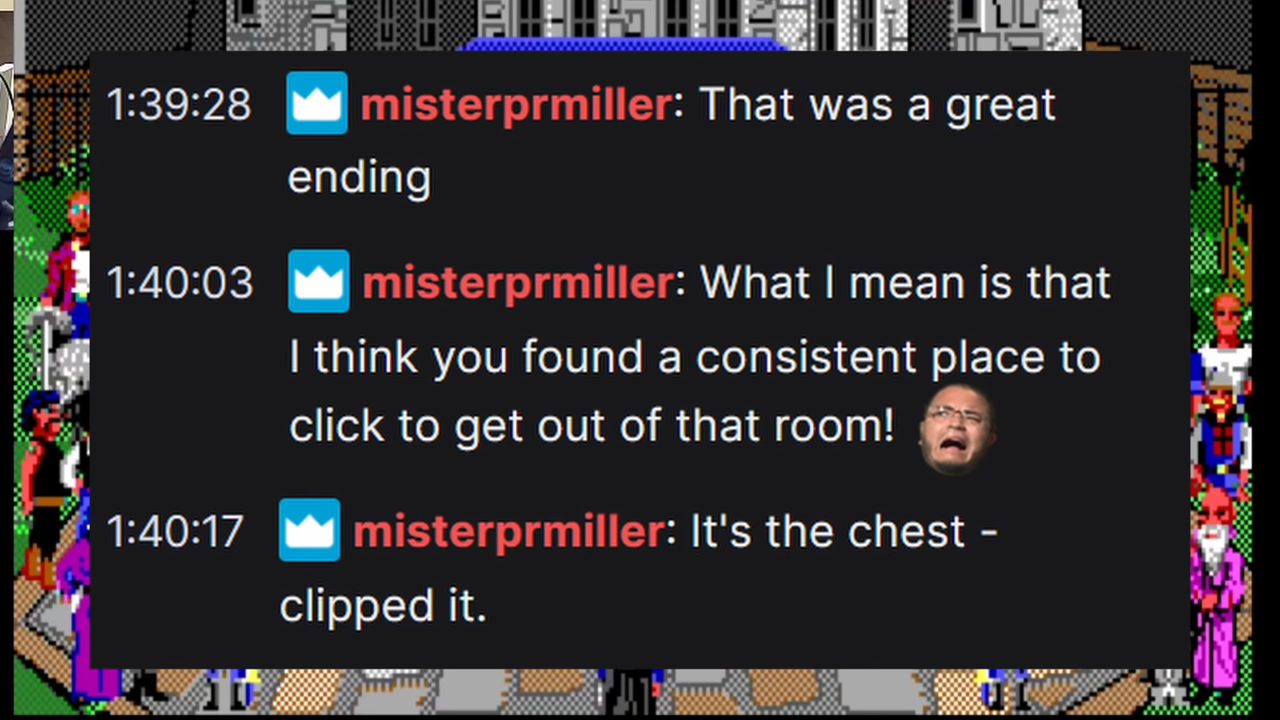 1:39:28 misterprmiller: That was a great
ending
1:40:03 misterprmiller: What I mean is that
I think you found a consistent place to
click to get out of that room!
1:40:17 misterprmiller: It's the chest -
clipped it.